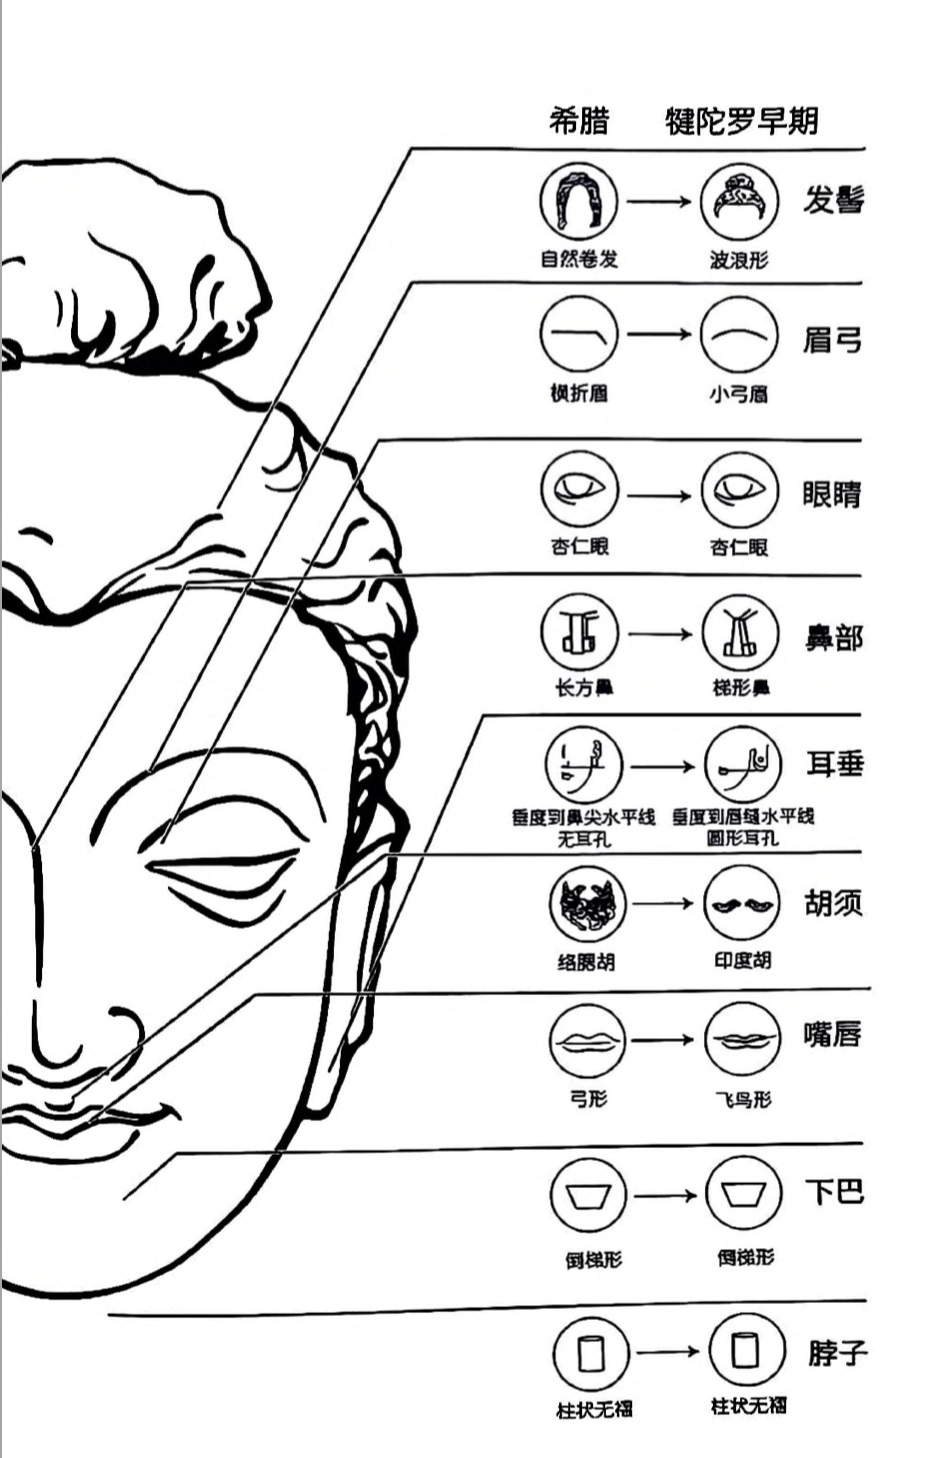 希腊 犍陀罗早期
自然卷发 波浪形 发髻
横折眉 小弓眉 眉弓
杏仁眼 杏仁眼 眼睛
长方鼻 梯形鼻 鼻部
垂度到鼻尖水平线 垂度到唇缝水平线 耳垂
无耳孔 圆形耳孔
络腮胡 印度胡 胡须
弓形 飞鸟形 嘴唇
倒梯形 倒梯形 下巴
柱状无褶 柱状无褶 脖子